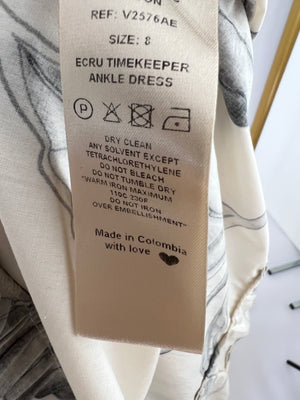 REF: V2576AE
SIZE: 8
ECRU TIMEKEEPER
ANKLE DRESS
P
DRY CLEAN
ANY SOLVENT EXCEPT
TETRACHLORETHYLENE
DO NOT BLEACH
DO NOT TUMBLE DRY
"WARM IRON MAXIMUM
110C 230F
DO NOT IRON
OVER EMBELLISHMENT"
Made in Colombia
with love